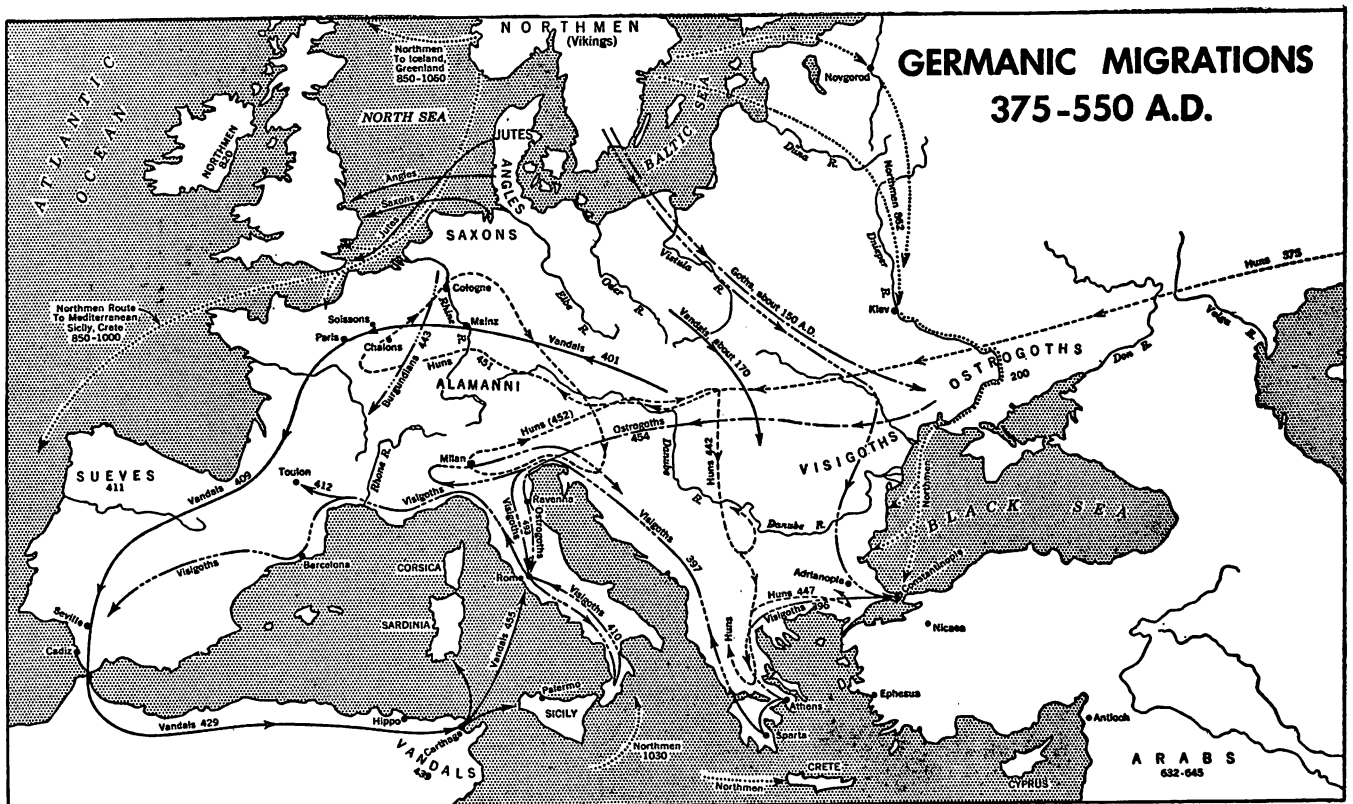 GERMANIC MIGRATIONS
375-550 A.D.
NORTHMEN
(Vikings)
Northmen
To Iceland,
Greenland
850-1050
ATLANTIC
OCEAN
NORTH SEA
BALTIC SEA
Novgorod
NORTHMEN
820
JUTES
ANGLES
Angles
Saxons
Jutes
SAXONS
Duna R.
Northmen 862
Dnieper R.
Vistula R.
Goths, about 150 A.D.
Huns 375
Northmen Route
To Mediterranean,
Sicily, Crete
850-1000
Cologne
Rhine R.
Elbe R.
Oder R.
Kiev
Volga R.
Soissons
Mainz
Paris
Chalons
Vandals 401
Vandals about 170
Burgundians 443
Huns 451
ALAMANNI
OSTROGOTHS
200
Don R.
Huns (452)
Ostrogoths
454
Huns 442
VISIGOTHS
Milan
Danube R.
SUEVES
411
Toulon
412
Rhone R.
Vandals 409
Visigoths
Ravenna
Visigoths
493
Ostrogoths
Visigoths 397
Danube R.
Northmen
BLACK SEA
Visigoths
Barcelona
CORSICA
Rome
Adrianople
Constantinople
Huns 447
Visigoths 396
Nicaea
Seville
SARDINIA
Vandals 455
Visigoths 410
Huns
Cadiz
Palermo
SICILY
Ephesus
Athens
Sparta
Antioch
Vandals 429
Hippo
Carthage
VANDALS
439
Northmen
1030
ARABS
632-645
CRETE
Northmen
CYPRUS